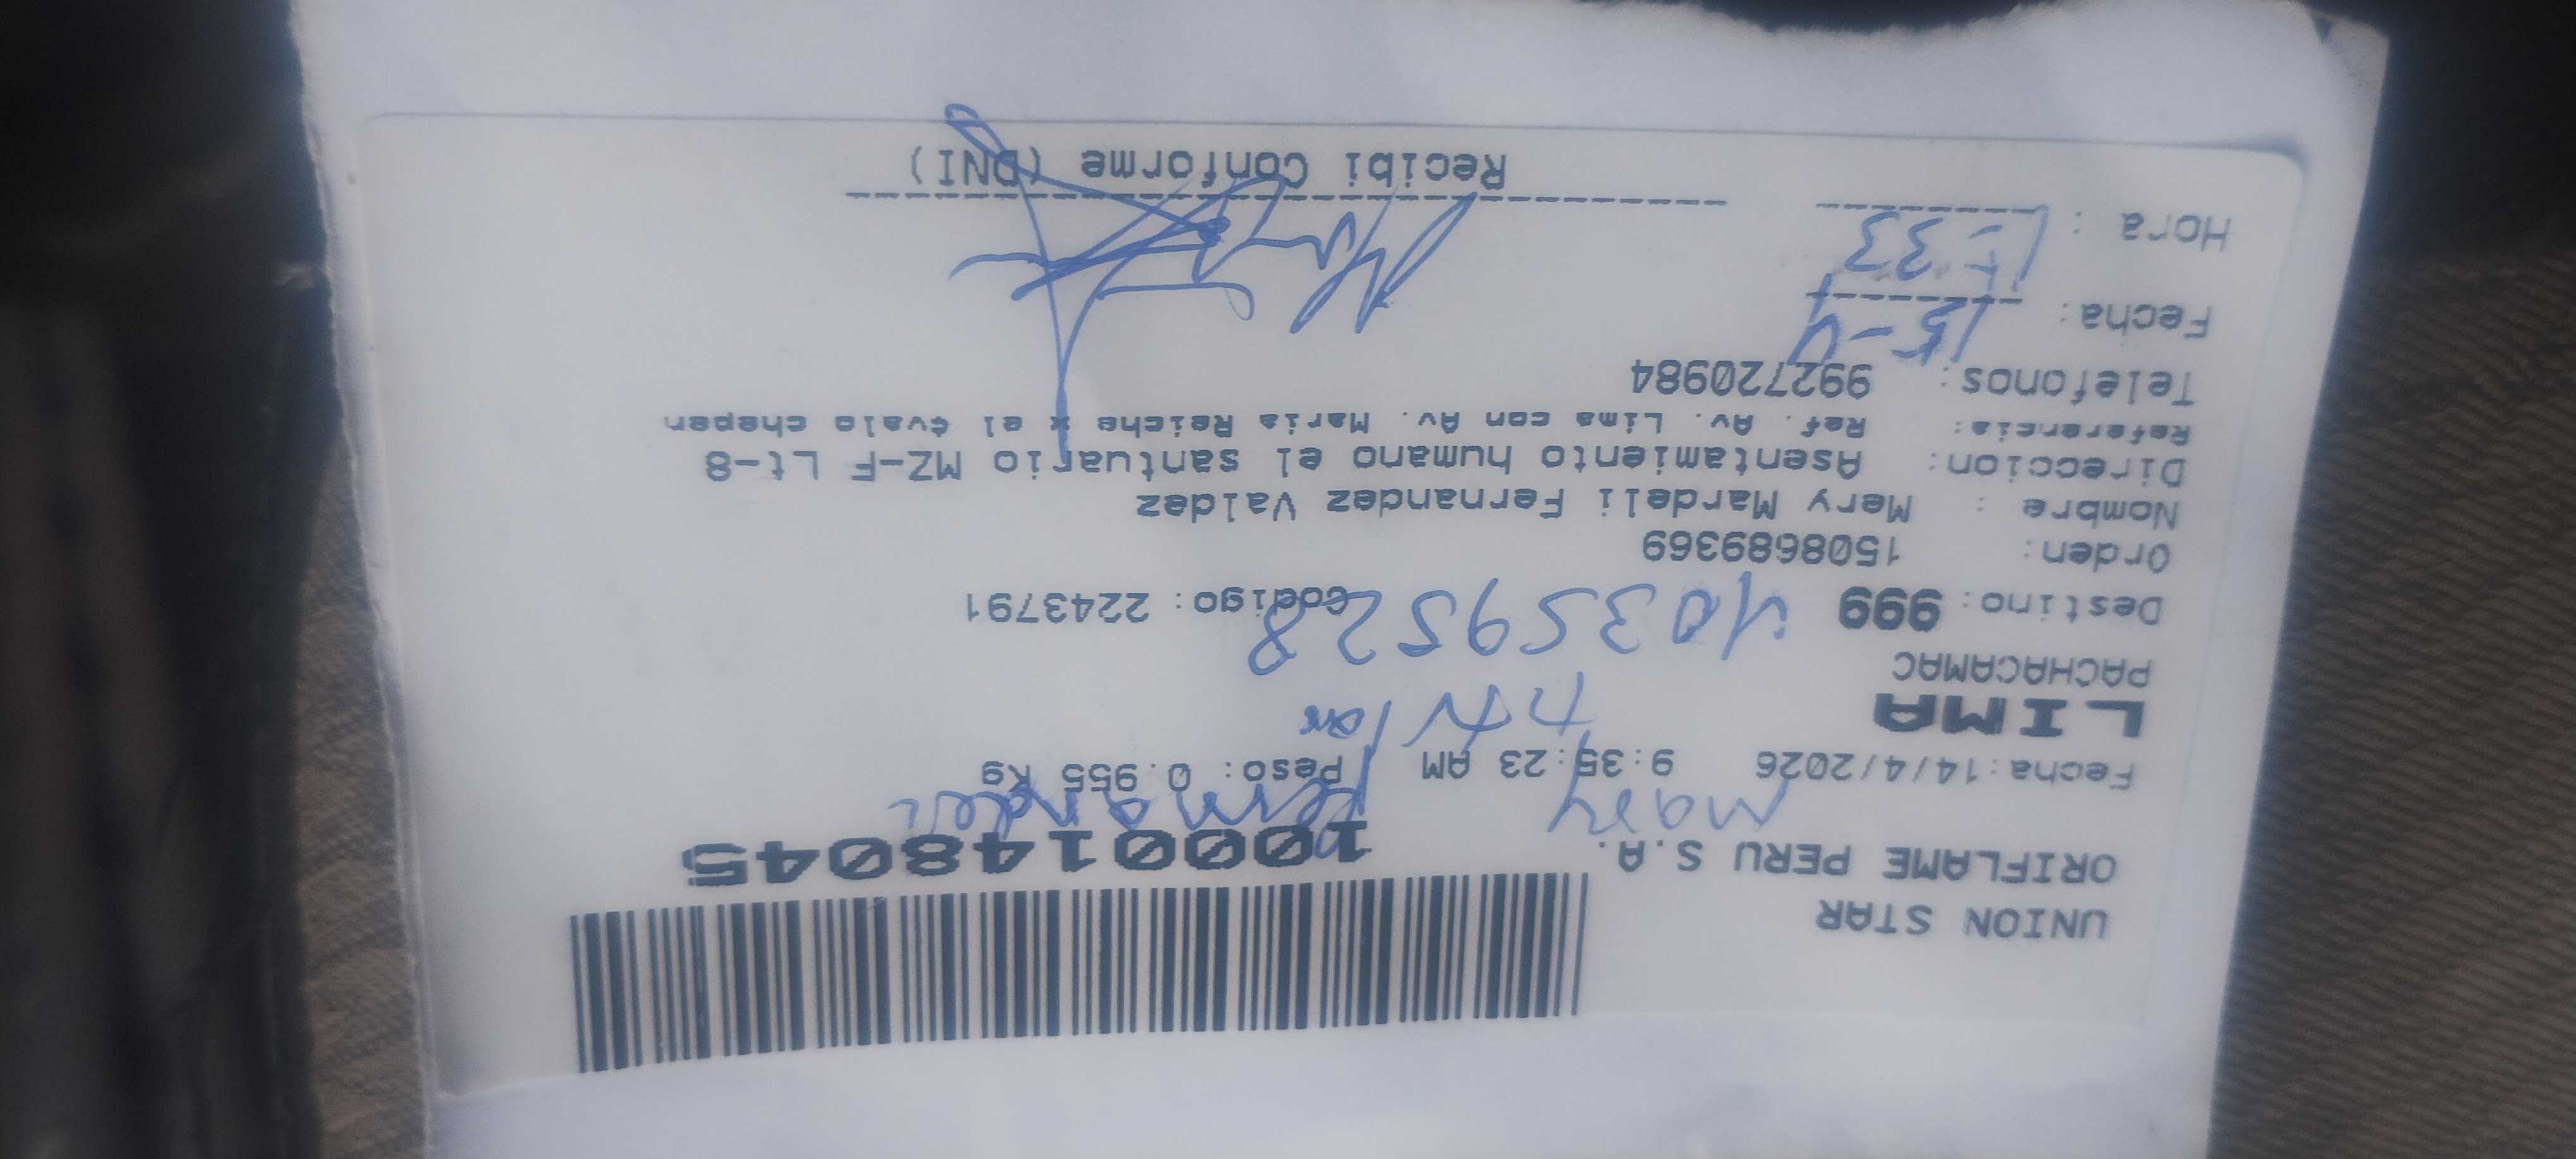 UNION STAR
ORIFLAME PERU S.A.
1000148045
Mary Fernandez
Fecha:14/4/2026 9:35:23 AM Peso: 0.955 Kg
LIMA
PACHACAMAC
Destino: 999 Codigo: 2243791
Orden: 1508689369
Nombre : Mery Mardeli Fernandez Valdez
Direccion: Asentamiento humano el santuario MZ-F Lt-8
Referencia: Ref. Av. Lima con Av. Maria Reiche x el óvalo chepen
Telefonos: 992720984
Fecha: 15-4
Hora : 1:33
Recibi Conforme (DNI)